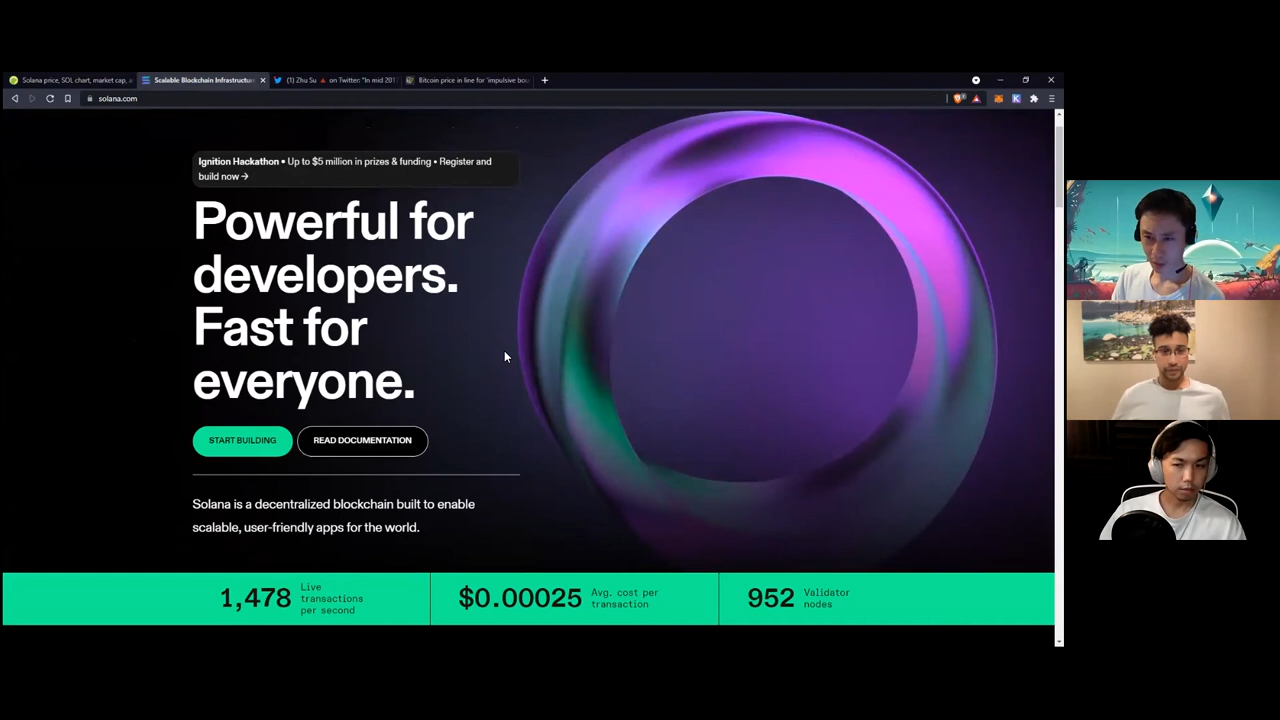 Solana price, SOL chart, market cap, a
Scalable Blockchain Infrastructure
(1) Zhu Su 🔺 on Twitter: "In mid 201
Bitcoin price in line for 'impulsive bou
solana.com
Ignition Hackathon • Up to $5 million in prizes & funding • Register and
build now →
Powerful for
developers.
Fast for
everyone.
START BUILDING
READ DOCUMENTATION
Solana is a decentralized blockchain built to enable
scalable, user-friendly apps for the world.
1,478
Live
transactions
per second
$0.00025
Avg. cost per
transaction
952
Validator
nodes